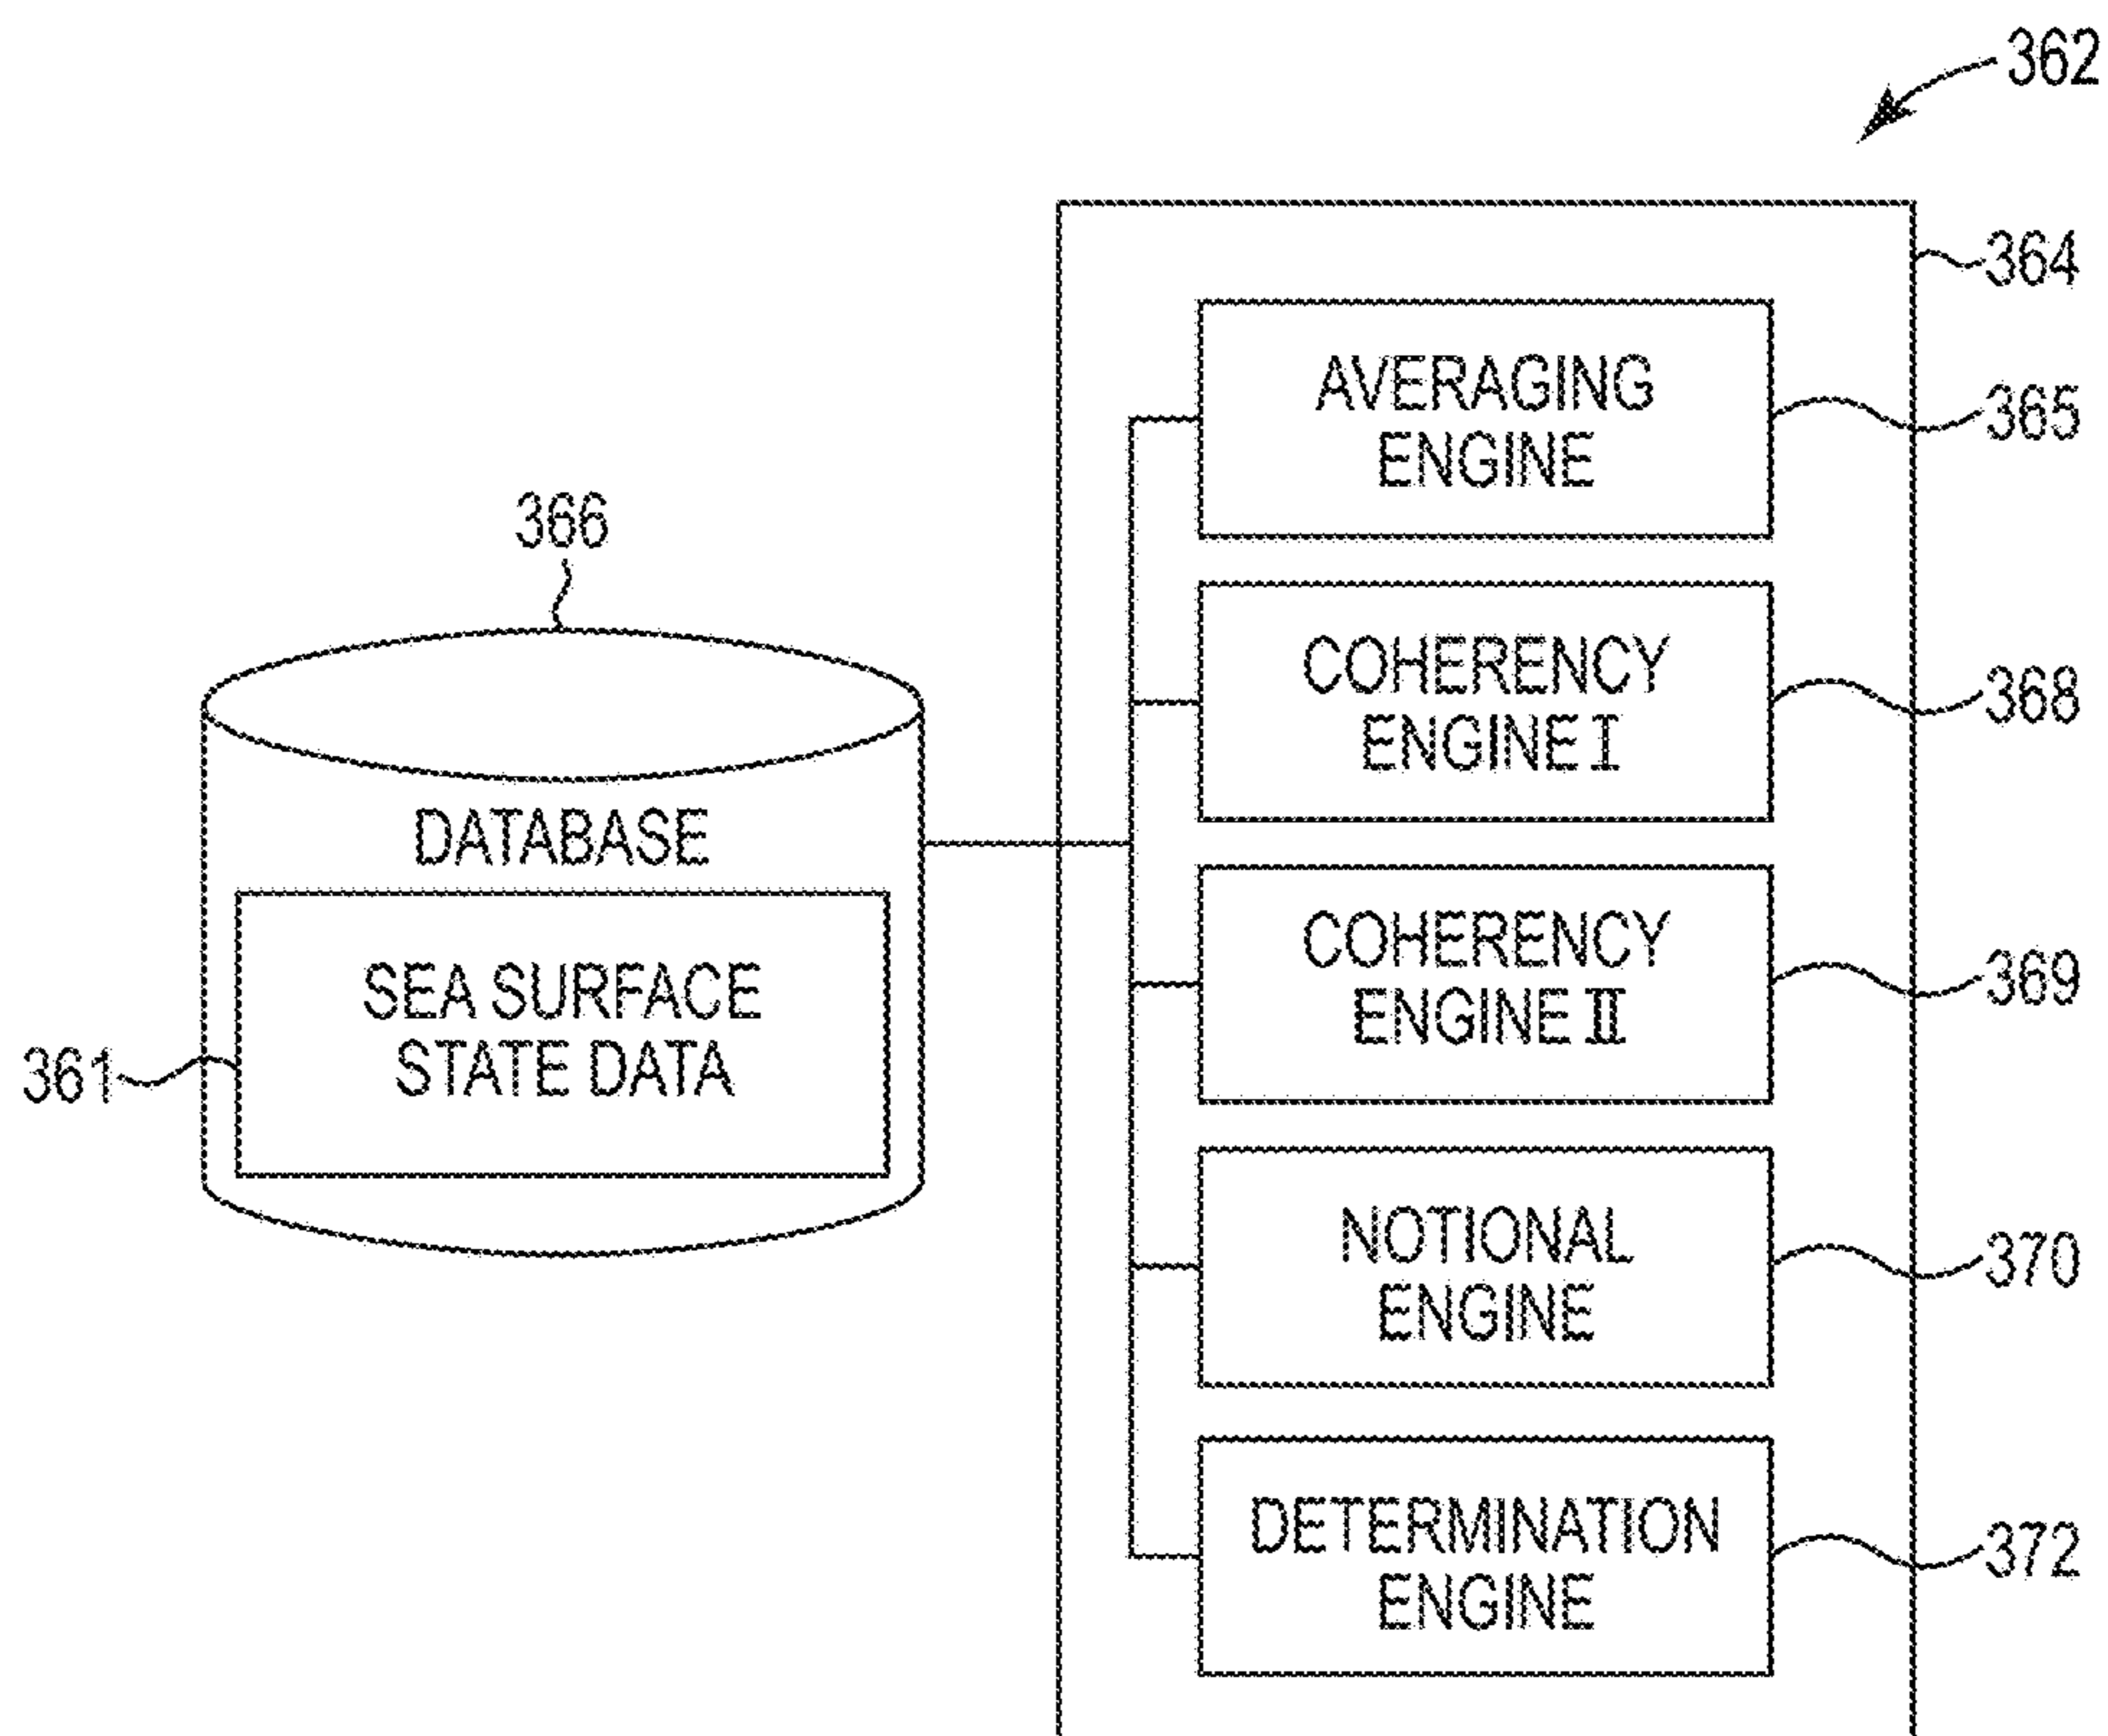 362
364
AVERAGING
ENGINE
365
366
COHERENCY
ENGINE I
368
DATABASE
SEA SURFACE
STATE DATA
361
COHERENCY
ENGINE II
369
NOTIONAL
ENGINE
370
DETERMINATION
ENGINE
372